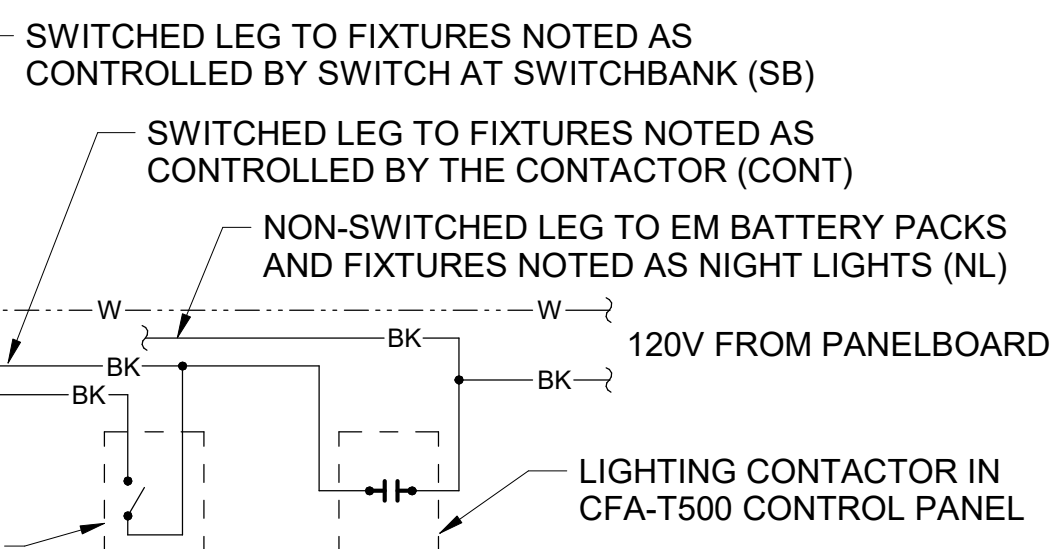 SWITCHED LEG TO FIXTURES NOTED AS
CONTROLLED BY SWITCH AT SWITCHBANK (SB)
SWITCHED LEG TO FIXTURES NOTED AS
CONTROLLED BY THE CONTACTOR (CONT)
NON-SWITCHED LEG TO EM BATTERY PACKS
AND FIXTURES NOTED AS NIGHT LIGHTS (NL)
W W
BK
120V FROM PANELBOARD
BK
BK
BK
LIGHTING CONTACTOR IN
CFA-T500 CONTROL PANEL